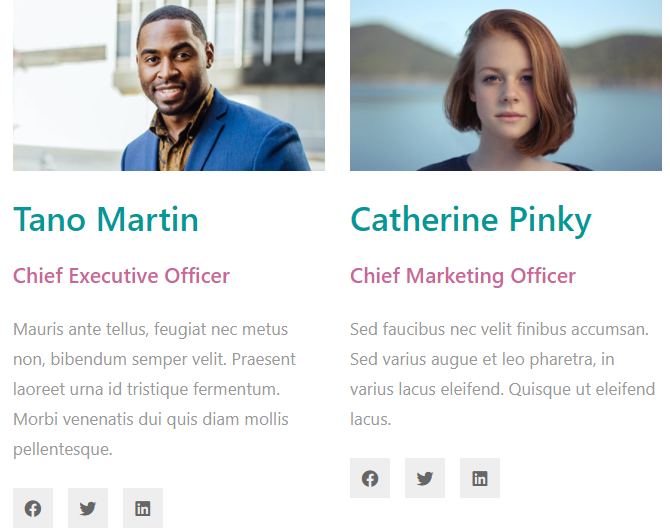 Tano Martin
Chief Executive Officer
Mauris ante tellus, feugiat nec metus
non, bibendum semper velit. Praesent
laoreet urna id tristique fermentum.
Morbi venenatis dui quis diam mollis
pellentesque.
Catherine Pinky
Chief Marketing Officer
Sed faucibus nec velit finibus accumsan.
Sed varius augue et leo pharetra, in
varius lacus eleifend. Quisque ut eleifend
lacus.